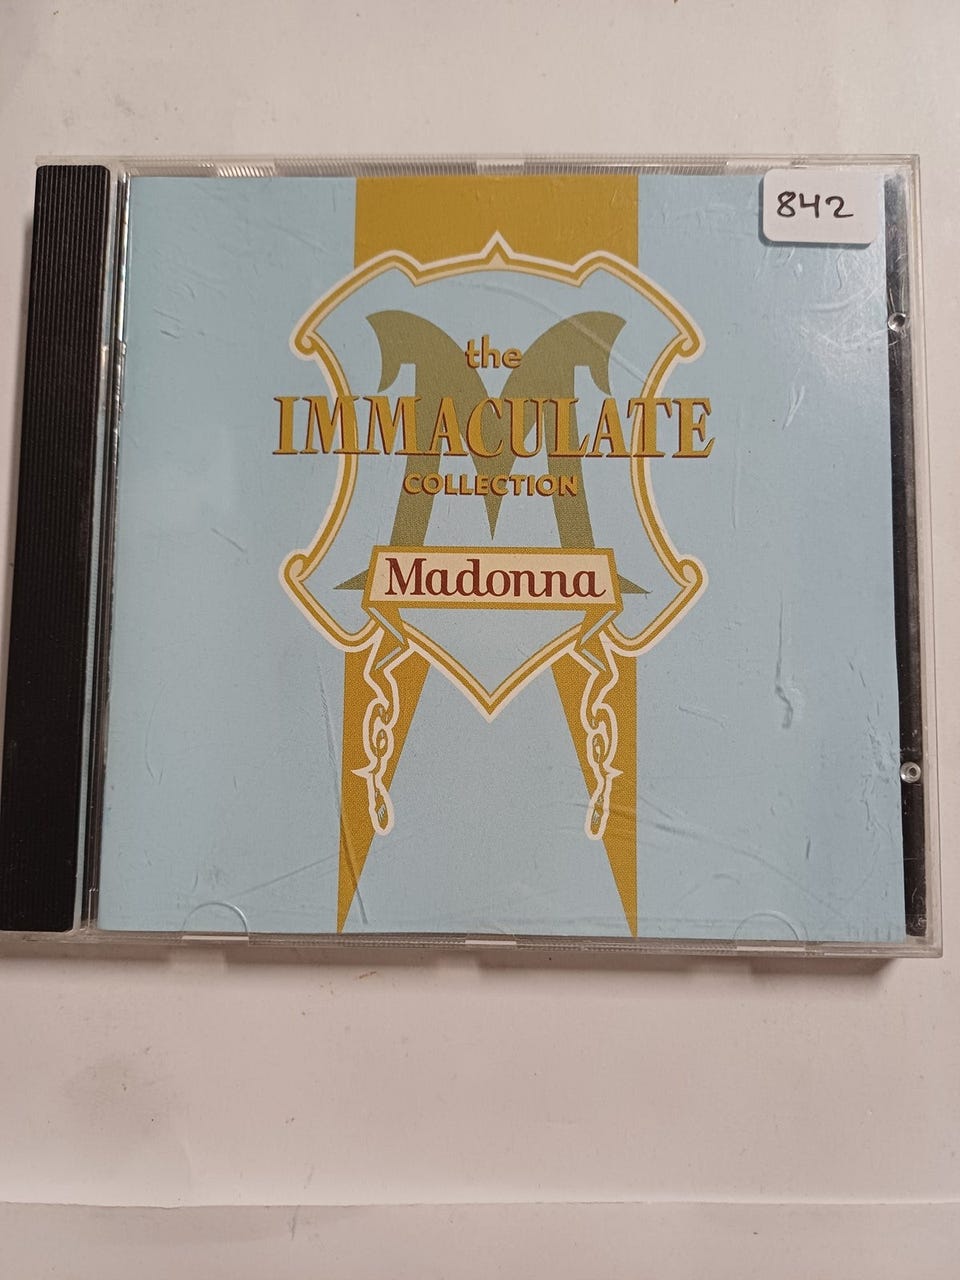 842
the
IMMACULATE
COLLECTION
Madonna